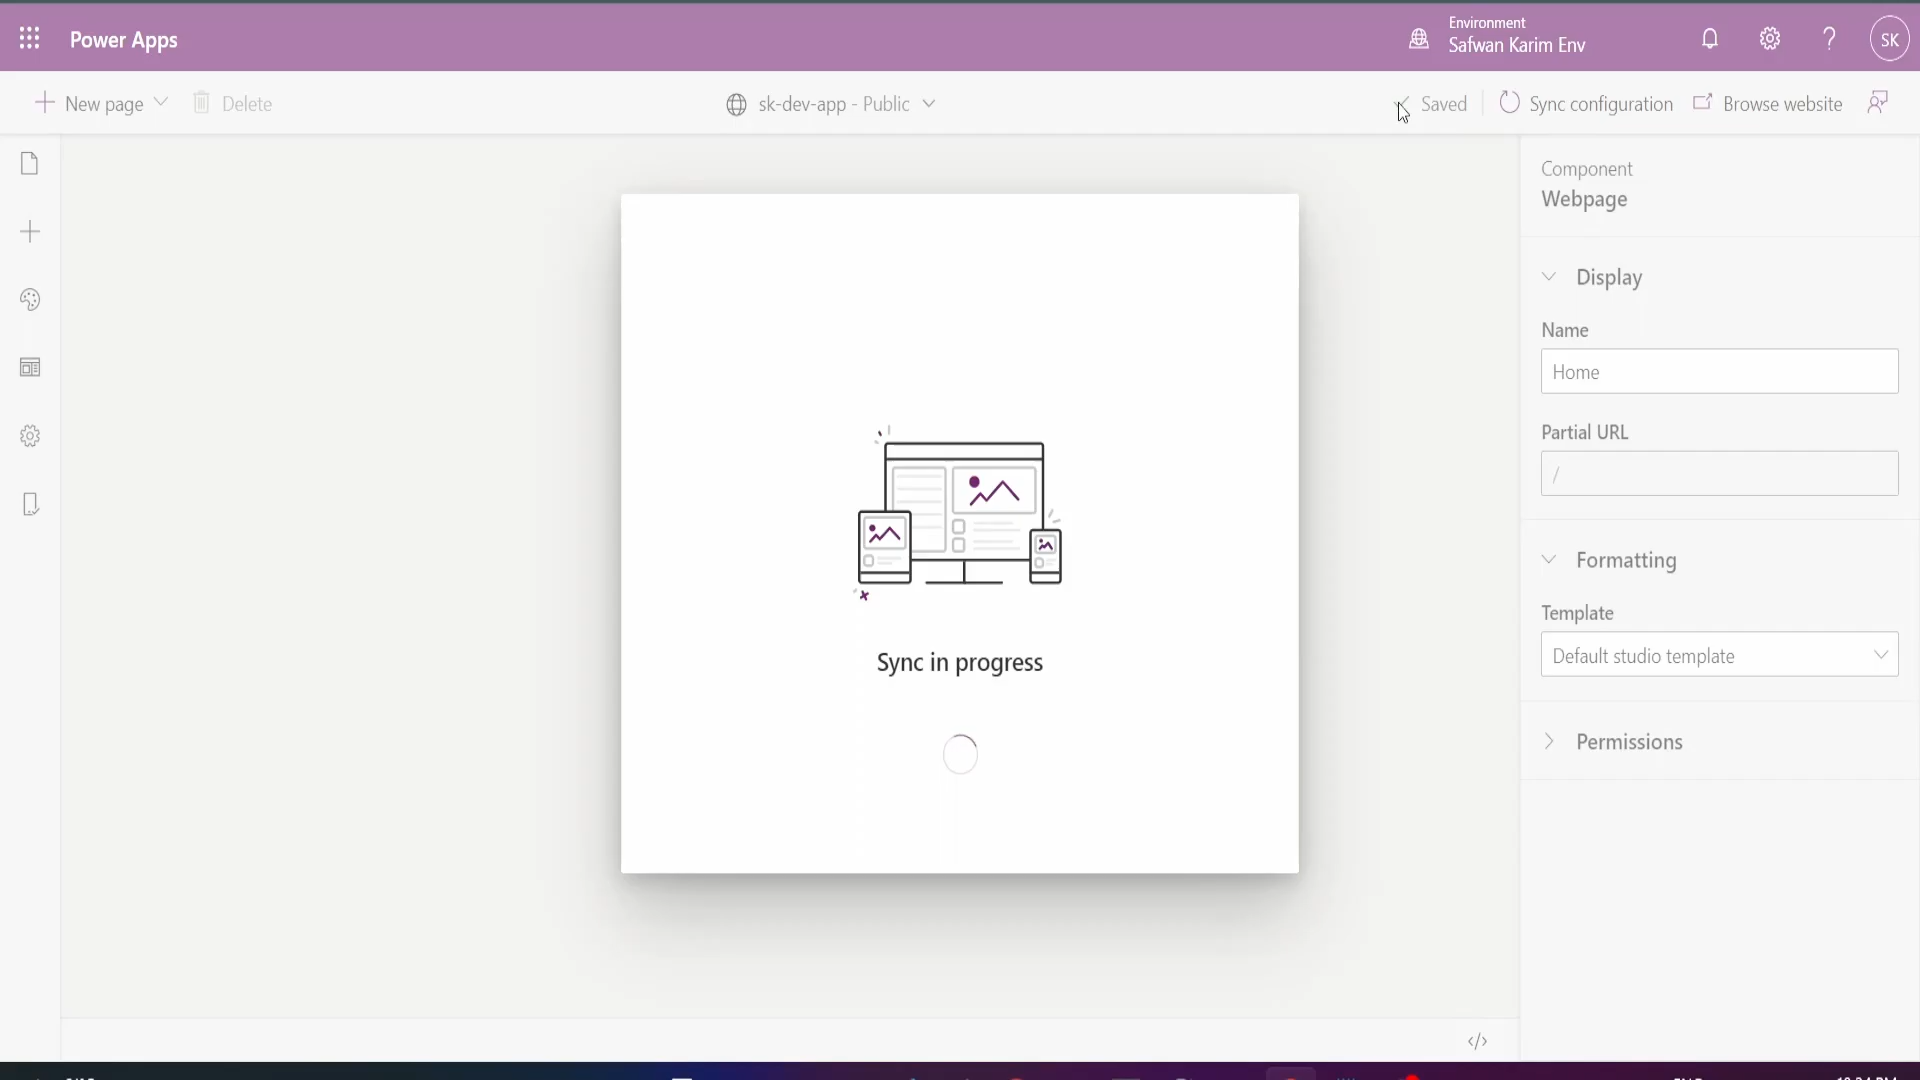 Power Apps
Environment
Safwan Karim Env
SK
New page
Delete
sk-dev-app - Public
Saved
Sync configuration
Browse website
Component
Webpage
Display
Name
Home
Partial URL
/
Formatting
Template
Default studio template
Permissions
Sync in progress
</>